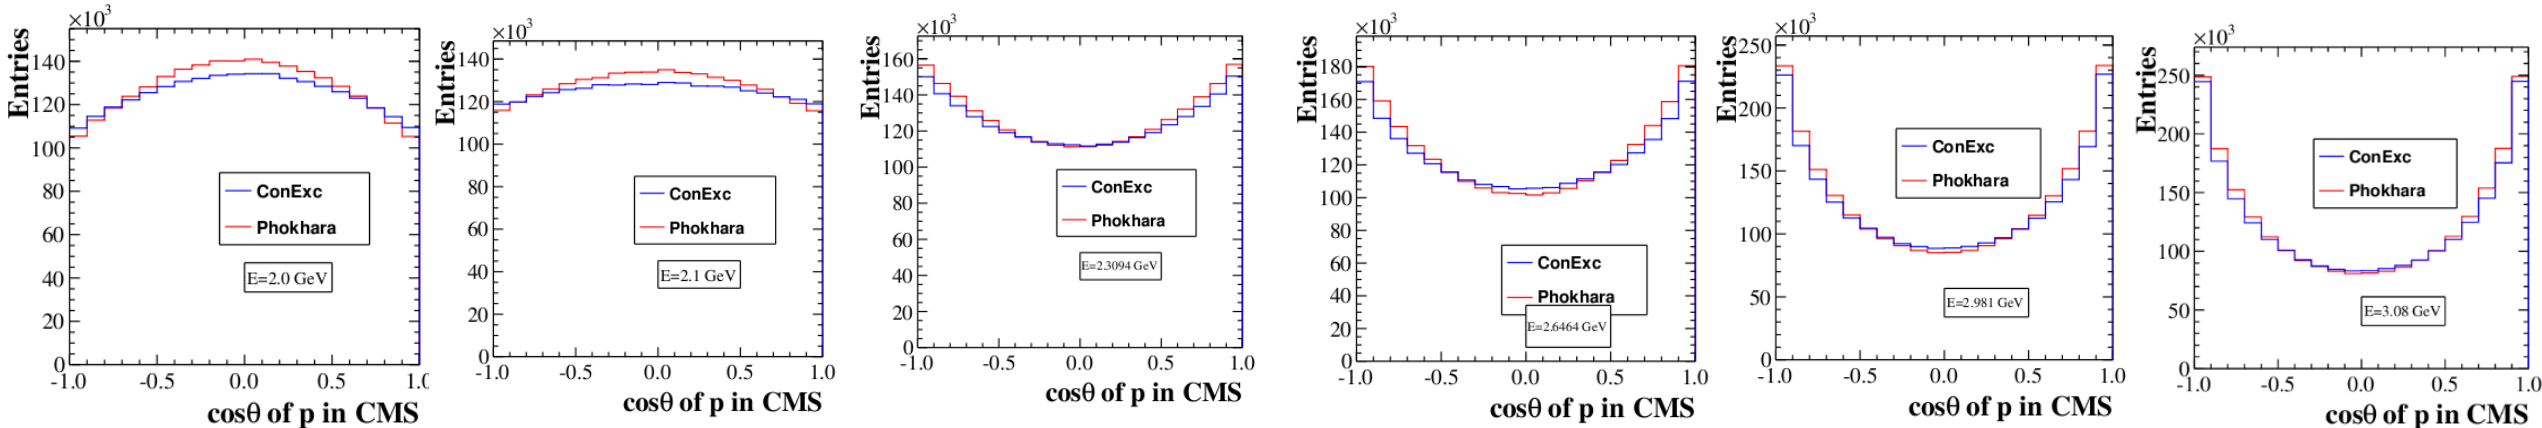 ×10³
Entries
140
120
100
80
60
40
20
0
-1.0 -0.5 0.0 0.5 1.0
ConExc
Phokhara
E=2.0 GeV
cosθ of p in CMS
×10³
Entries
140
120
100
80
60
40
20
0
-1.0 -0.5 0.0 0.5 1.0
ConExc
Phokhara
E=2.1 GeV
cosθ of p in CMS
×10³
Entries
160
140
120
100
80
60
40
20
0
-1.0 -0.5 0.0 0.5 1.0
ConExc
Phokhara
E=2.3094 GeV
cosθ of p in CMS
×10³
Entries
180
160
140
120
100
80
60
40
20
0
-1.0 -0.5 0.0 0.5 1.0
ConExc
Phokhara
E=2.6464 GeV
cosθ of p in CMS
×10³
Entries
250
200
150
100
50
0
-1.0 -0.5 0.0 0.5 1.0
ConExc
Phokhara
E=2.981 GeV
cosθ of p in CMS
×10³
Entries
250
200
150
100
50
0
-1.0 -0.5 0.0 0.5 1.0
ConExc
Phokhara
E=3.08 GeV
cosθ of p in CMS